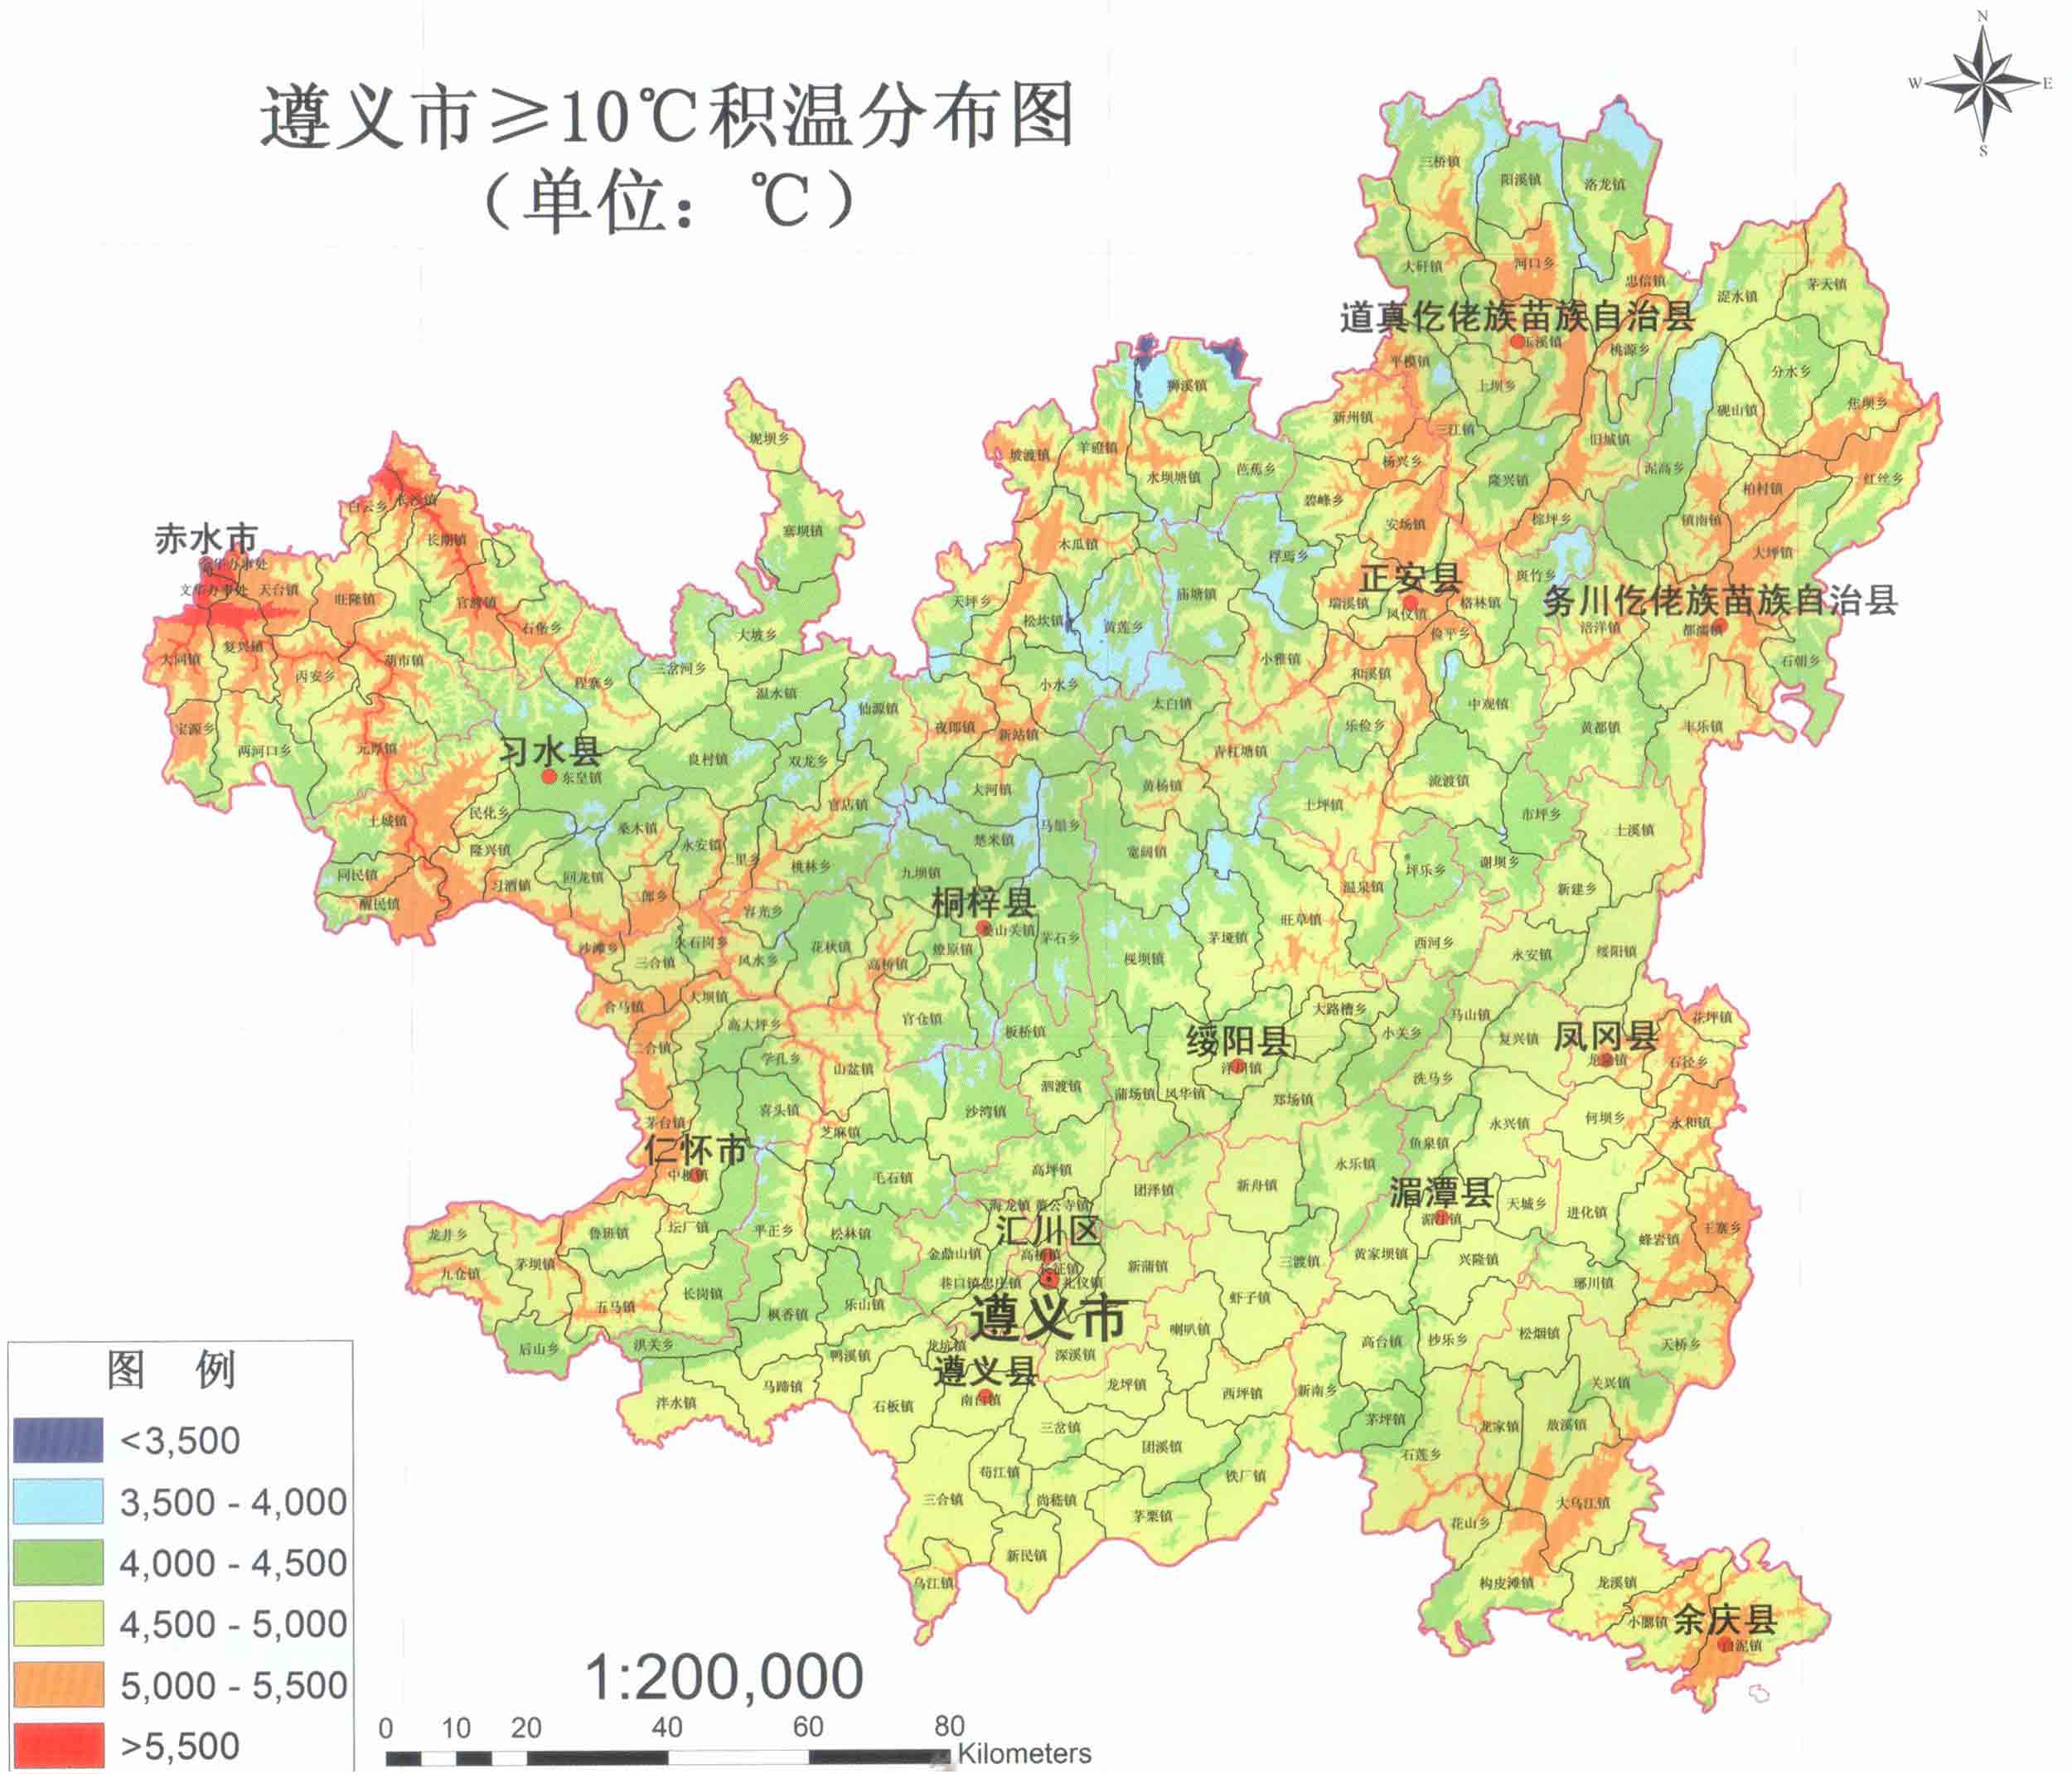 遵义市≥10℃积温分布图
（单位：℃）
N
W
E
S
三桥镇
阳溪镇
洛龙镇
大矸镇
河口乡
忠信镇
浞水镇
茅天镇
道真仡佬族苗族自治县
玉溪镇
桃源乡
平模镇
上坝乡
分水乡
狮溪镇
新州镇
三江镇
砚山镇
焦坝乡
坭坝乡
坡渡镇
羊磴镇
旧城镇
杨兴乡
水坝塘镇
芭蕉乡
泥高乡
隆兴镇
红丝乡
柏村镇
碧峰乡
白云乡
长沙镇
安场镇
棕坪乡
镇南镇
寨坝镇
赤水市
长期镇
木瓜镇
桴焉乡
大坪镇
金华办事处
文华办事处
天台镇
旺隆镇
官渡镇
天坪乡
庙塘镇
正安县
斑竹乡
瑞溪镇
凤仪镇
格林镇
务川仡佬族苗族自治县
松坎镇
黄莲乡
俭平乡
涪洋镇
都濡镇
石堡乡
大坡乡
复兴镇
大同镇
胡市镇
丙安乡
三岔河乡
小雅镇
和溪镇
石朝乡
程寨乡
温水镇
小水乡
太白镇
中观镇
仙源镇
宝源乡
两河口乡
元厚镇
夜郎镇
新站镇
乐俭乡
黄都镇
丰乐镇
习水县
东皇镇
良村镇
双龙乡
青杠塘镇
大河镇
黄杨镇
流渡镇
土城镇
民化乡
官店镇
土坪镇
市坪乡
桑木镇
马鬃乡
楚米镇
土溪镇
隆兴镇
永安镇
二里乡
桃林乡
宽阔镇
同民镇
习酒镇
回龙镇
九坝镇
坪乐乡
谢坝乡
温泉镇
新建乡
醒民镇
二郎乡
容光乡
桐梓县
娄山关镇
茅石乡
旺草镇
沙滩乡
火石岗乡
花秋镇
燎原镇
茅垭镇
西河乡
永安镇
绥阳镇
三合镇
风水乡
高桥镇
枧坝镇
合马镇
大坝镇
大路槽乡
马山镇
花坪镇
高大坪乡
官仓镇
板桥镇
绥阳县
小关乡
复兴镇
凤冈县
二合镇
学孔乡
山盆镇
洋川镇
龙泉镇
石径乡
洗马乡
泗渡镇
蒲场镇
风华镇
郑场镇
喜头镇
沙湾镇
永兴镇
何坝乡
永和镇
茅台镇
芝麻镇
鱼泉镇
仁怀市
中枢镇
毛石镇
高坪镇
团泽镇
新舟镇
永乐镇
湄潭县
湄江镇
天城乡
进化镇
海龙镇
董公寺镇
王寨乡
龙井乡
鲁班镇
坛厂镇
平正乡
松林镇
汇川区
蜂岩镇
金鼎山镇
高桥镇
黄家坝镇
兴隆镇
九仓镇
茅坝镇
新蒲镇
三渡镇
长征镇
巷口镇
忠庄镇
礼仪镇
琊川镇
五马镇
长岗镇
枫香镇
乐山镇
遵义市
虾子镇
后山乡
洪关乡
鸭溪镇
龙坑镇
喇叭镇
高台镇
抄乐乡
松烟镇
天桥乡
遵义县
深溪镇
马蹄镇
南白镇
龙坪镇
西坪镇
新南乡
关兴镇
泮水镇
石板镇
三岔镇
茅坪镇
龙家镇
敖溪镇
团溪镇
石莲乡
苟江镇
铁厂镇
三合镇
尚嵇镇
茅栗镇
大乌江镇
花山乡
新民镇
乌江镇
构皮滩镇
龙溪镇
小腮镇
余庆县
白泥镇
图 例
<3,500
3,500 - 4,000
4,000 - 4,500
4,500 - 5,000
5,000 - 5,500
>5,500
1:200,000
0 10 20 40 60 80
Kilometers